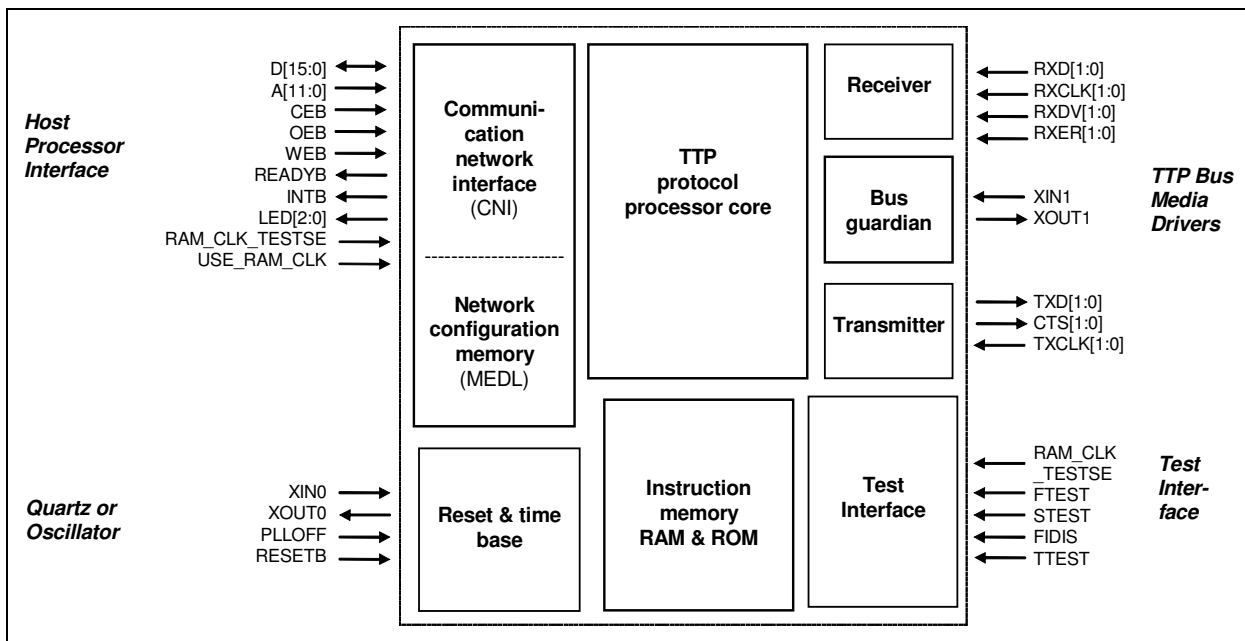 Host
Processor
Interface
D[15:0]
A[11:0]
CEB
OEB
WEB
READYB
INTB
LED[2:0]
RAM_CLK_TESTSE
USE_RAM_CLK
Quartz or
Oscillator
XIN0
XOUT0
PLLOFF
RESETB
Communi-
cation
network
interface
(CNI)
Network
configuration
memory
(MEDL)
Reset & time
base
TTP
protocol
processor core
Instruction
memory
RAM & ROM
Receiver
Bus
guardian
Transmitter
Test
Interface
RXD[1:0]
RXCLK[1:0]
RXDV[1:0]
RXER[1:0]
XIN1
XOUT1
TXD[1:0]
CTS[1:0]
TXCLK[1:0]
TTP Bus
Media
Drivers
RAM_CLK
_TESTSE
FTEST
STEST
FIDIS
TTEST
Test
Inter-
face